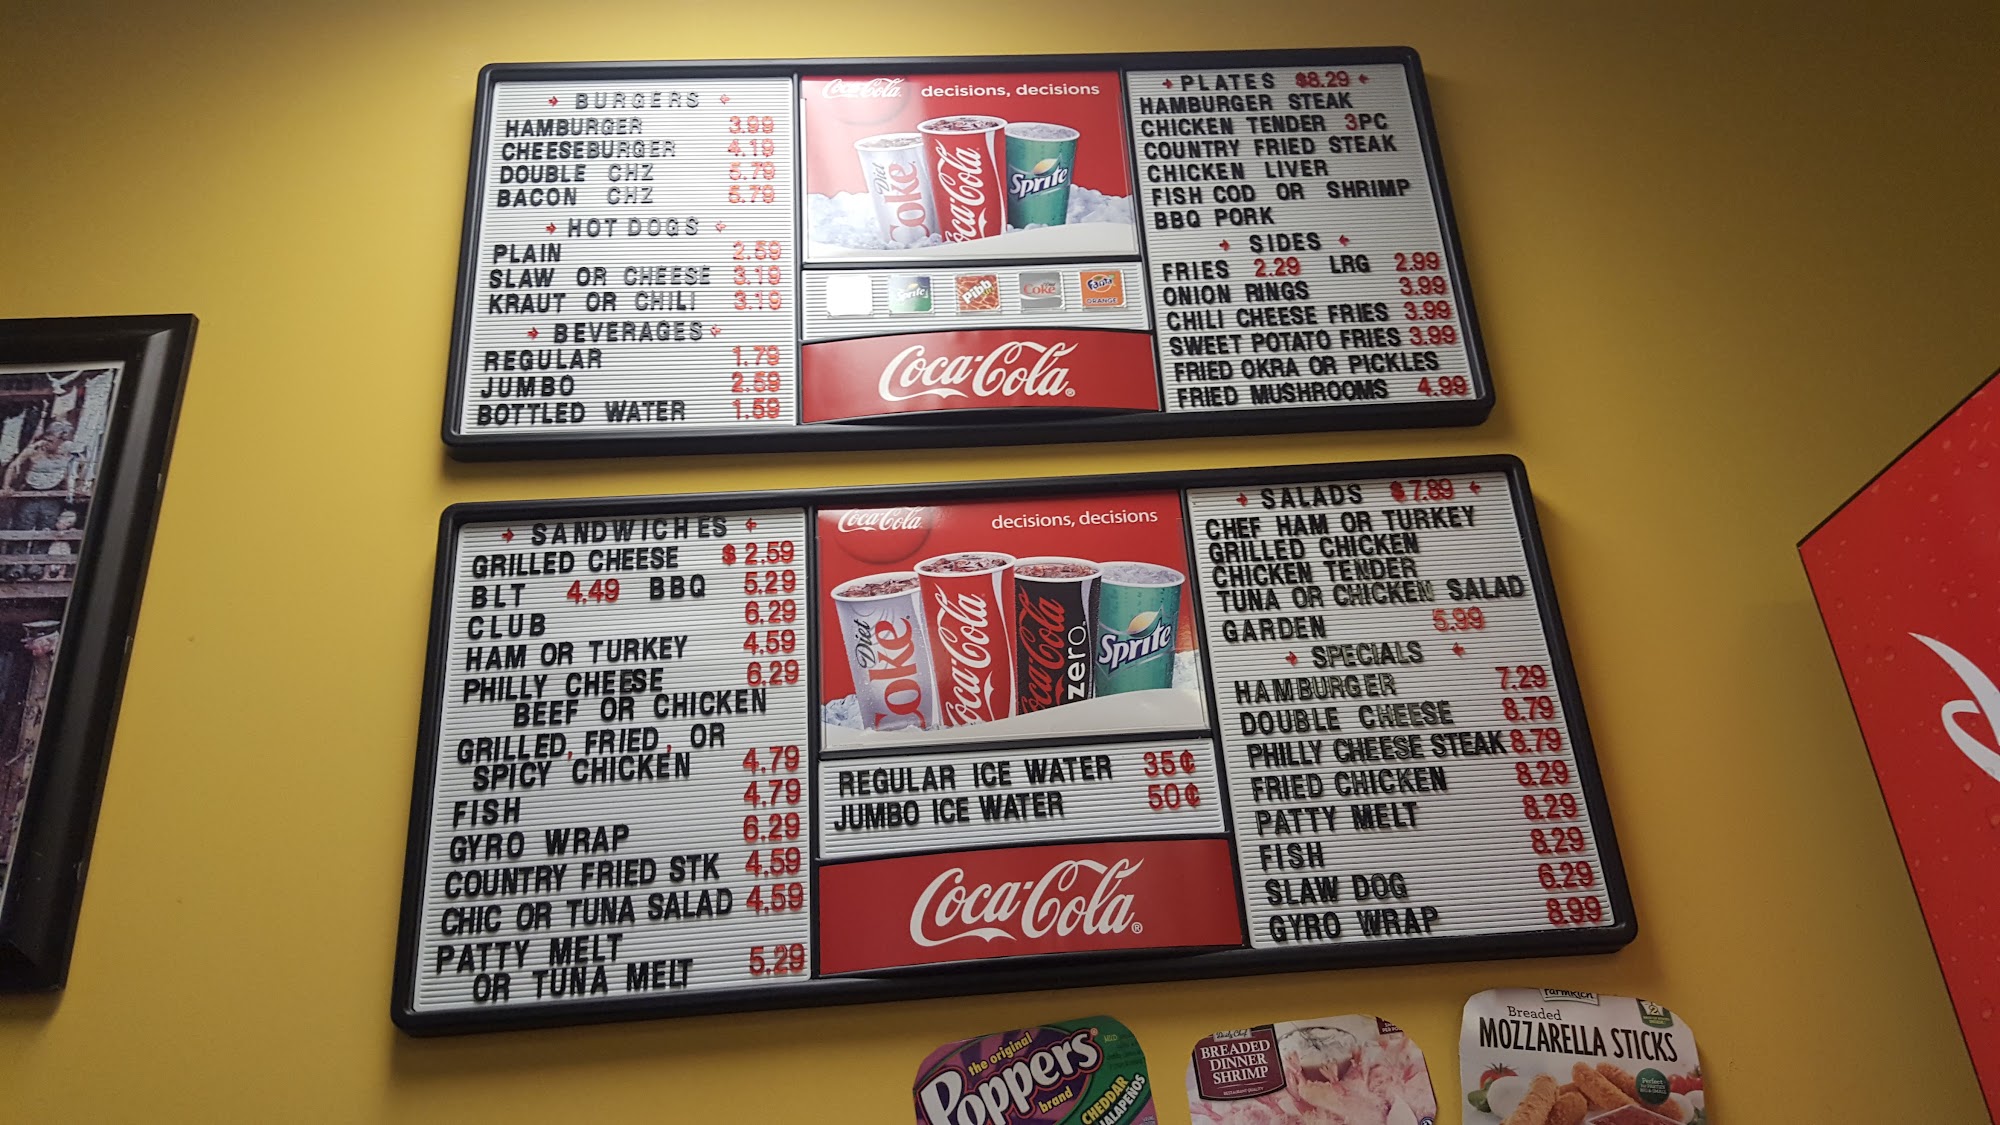 BURGERS
HAMBURGER 3.99
CHEESEBURGER 4.19
DOUBLE CHZ 5.79
BACON CHZ 5.79
HOT DOGS
PLAIN 2.59
SLAW OR CHEESE 3.19
KRAUT OR CHILI 3.19
BEVERAGES
REGULAR 1.79
JUMBO 2.59
BOTTLED WATER 1.59
Coca-Cola decisions, decisions
Diet Coke
Coca-Cola
Sprite
Sprite
Pibb
Coke
Fanta
ORANGE
Coca-Cola®
PLATES $8.29
HAMBURGER STEAK
CHICKEN TENDER 3PC
COUNTRY FRIED STEAK
CHICKEN LIVER
FISH COD OR SHRIMP
BBQ PORK
SIDES
FRIES 2.29 LRG 2.99
ONION RINGS 3.99
CHILI CHEESE FRIES 3.99
SWEET POTATO FRIES 3.99
FRIED OKRA OR PICKLES
FRIED MUSHROOMS 4.99
SANDWICHES
GRILLED CHEESE $2.59
BLT 4.49 BBQ 5.29
CLUB 6.29
HAM OR TURKEY 4.59
PHILLY CHEESE 6.29
BEEF OR CHICKEN
GRILLED, FRIED, OR
SPICY CHICKEN 4.79
FISH 4.79
GYRO WRAP 6.29
COUNTRY FRIED STK 4.59
CHIC OR TUNA SALAD 4.59
PATTY MELT
OR TUNA MELT 5.29
Coca-Cola decisions, decisions
Diet Coke
Coca-Cola
Coca-Cola zero
Sprite
REGULAR ICE WATER 35¢
JUMBO ICE WATER 50¢
Coca-Cola®
SALADS $7.89
CHEF HAM OR TURKEY
GRILLED CHICKEN
CHICKEN TENDER
TUNA OR CHICKEN SALAD
GARDEN 5.99
SPECIALS
HAMBURGER 7.29
DOUBLE CHEESE 8.79
PHILLY CHEESE STEAK 8.79
FRIED CHICKEN 8.29
PATTY MELT 8.29
FISH 8.29
SLAW DOG 6.29
GYRO WRAP 8.99
the original
Poppers®
brand
CHEDDAR
JALAPEÑOS
BREADED
DINNER
SHRIMP
FarmRich
Breaded
MOZZARELLA STICKS